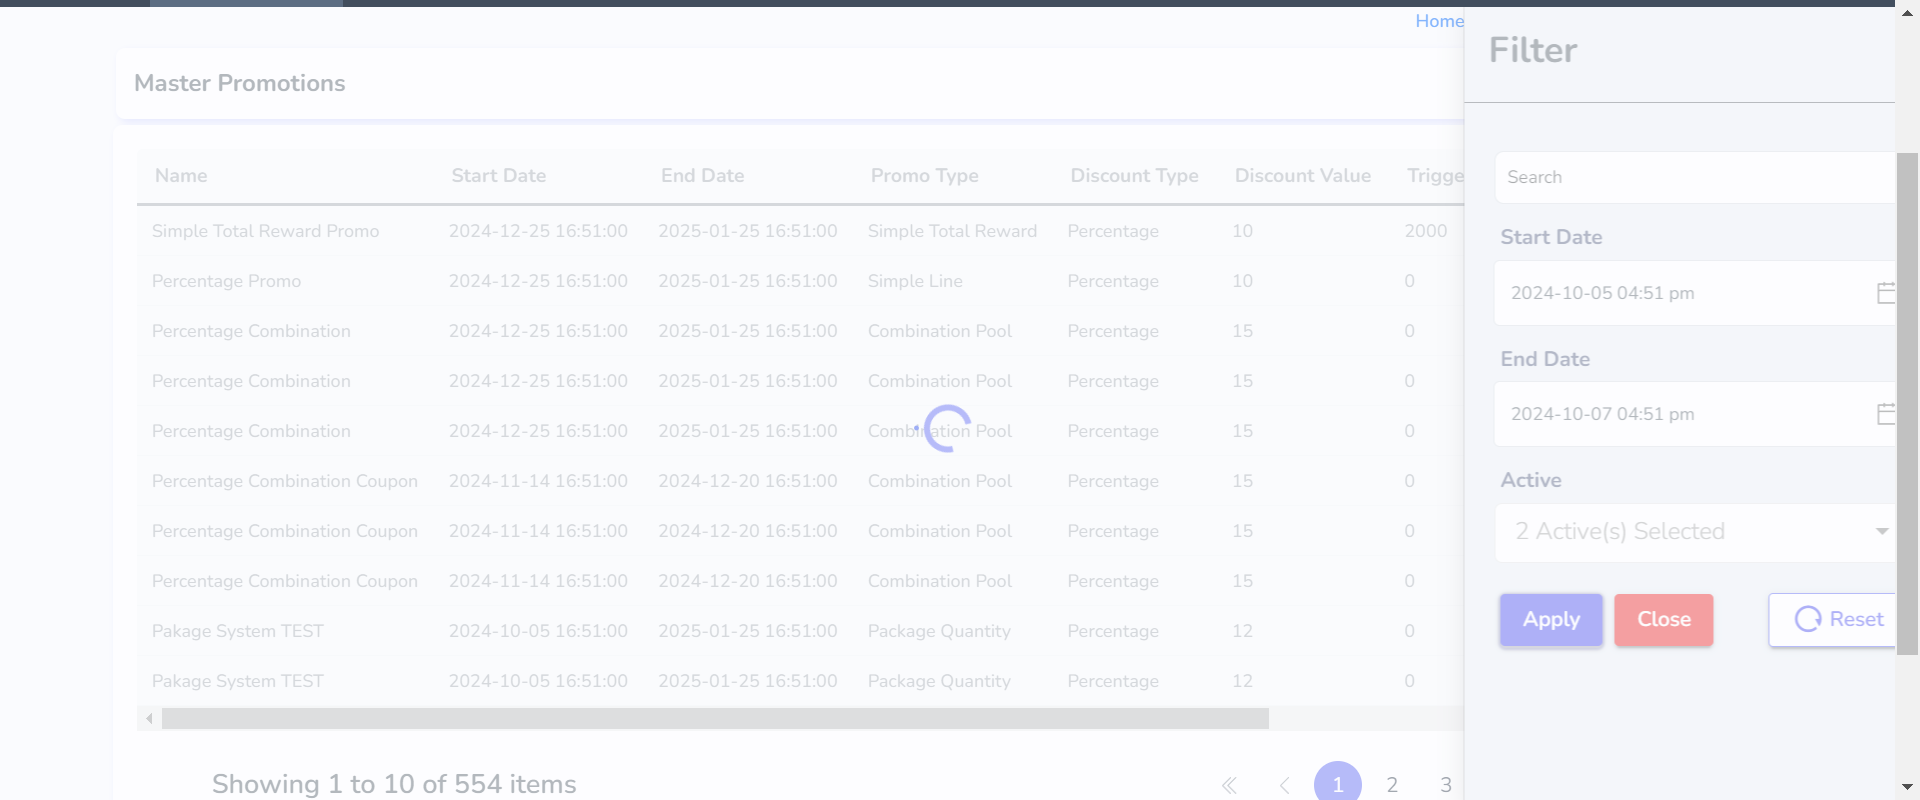 Home
Master Promotions
Name Start Date End Date Promo Type Discount Type Discount Value Trigge
Simple Total Reward Promo 2024-12-25 16:51:00 2025-01-25 16:51:00 Simple Total Reward Percentage 10 2000
Percentage Promo 2024-12-25 16:51:00 2025-01-25 16:51:00 Simple Line Percentage 10 0
Percentage Combination 2024-12-25 16:51:00 2025-01-25 16:51:00 Combination Pool Percentage 15 0
Percentage Combination 2024-12-25 16:51:00 2025-01-25 16:51:00 Combination Pool Percentage 15 0
Percentage Combination 2024-12-25 16:51:00 2025-01-25 16:51:00 Combination Pool Percentage 15 0
Percentage Combination Coupon 2024-11-14 16:51:00 2024-12-20 16:51:00 Combination Pool Percentage 15 0
Percentage Combination Coupon 2024-11-14 16:51:00 2024-12-20 16:51:00 Combination Pool Percentage 15 0
Percentage Combination Coupon 2024-11-14 16:51:00 2024-12-20 16:51:00 Combination Pool Percentage 15 0
Pakage System TEST 2024-10-05 16:51:00 2025-01-25 16:51:00 Package Quantity Percentage 12 0
Pakage System TEST 2024-10-05 16:51:00 2025-01-25 16:51:00 Package Quantity Percentage 12 0
Showing 1 to 10 of 554 items
1 2 3
Filter
Search
Start Date
2024-10-05 04:51 pm
End Date
2024-10-07 04:51 pm
Active
2 Active(s) Selected
Apply Close Reset